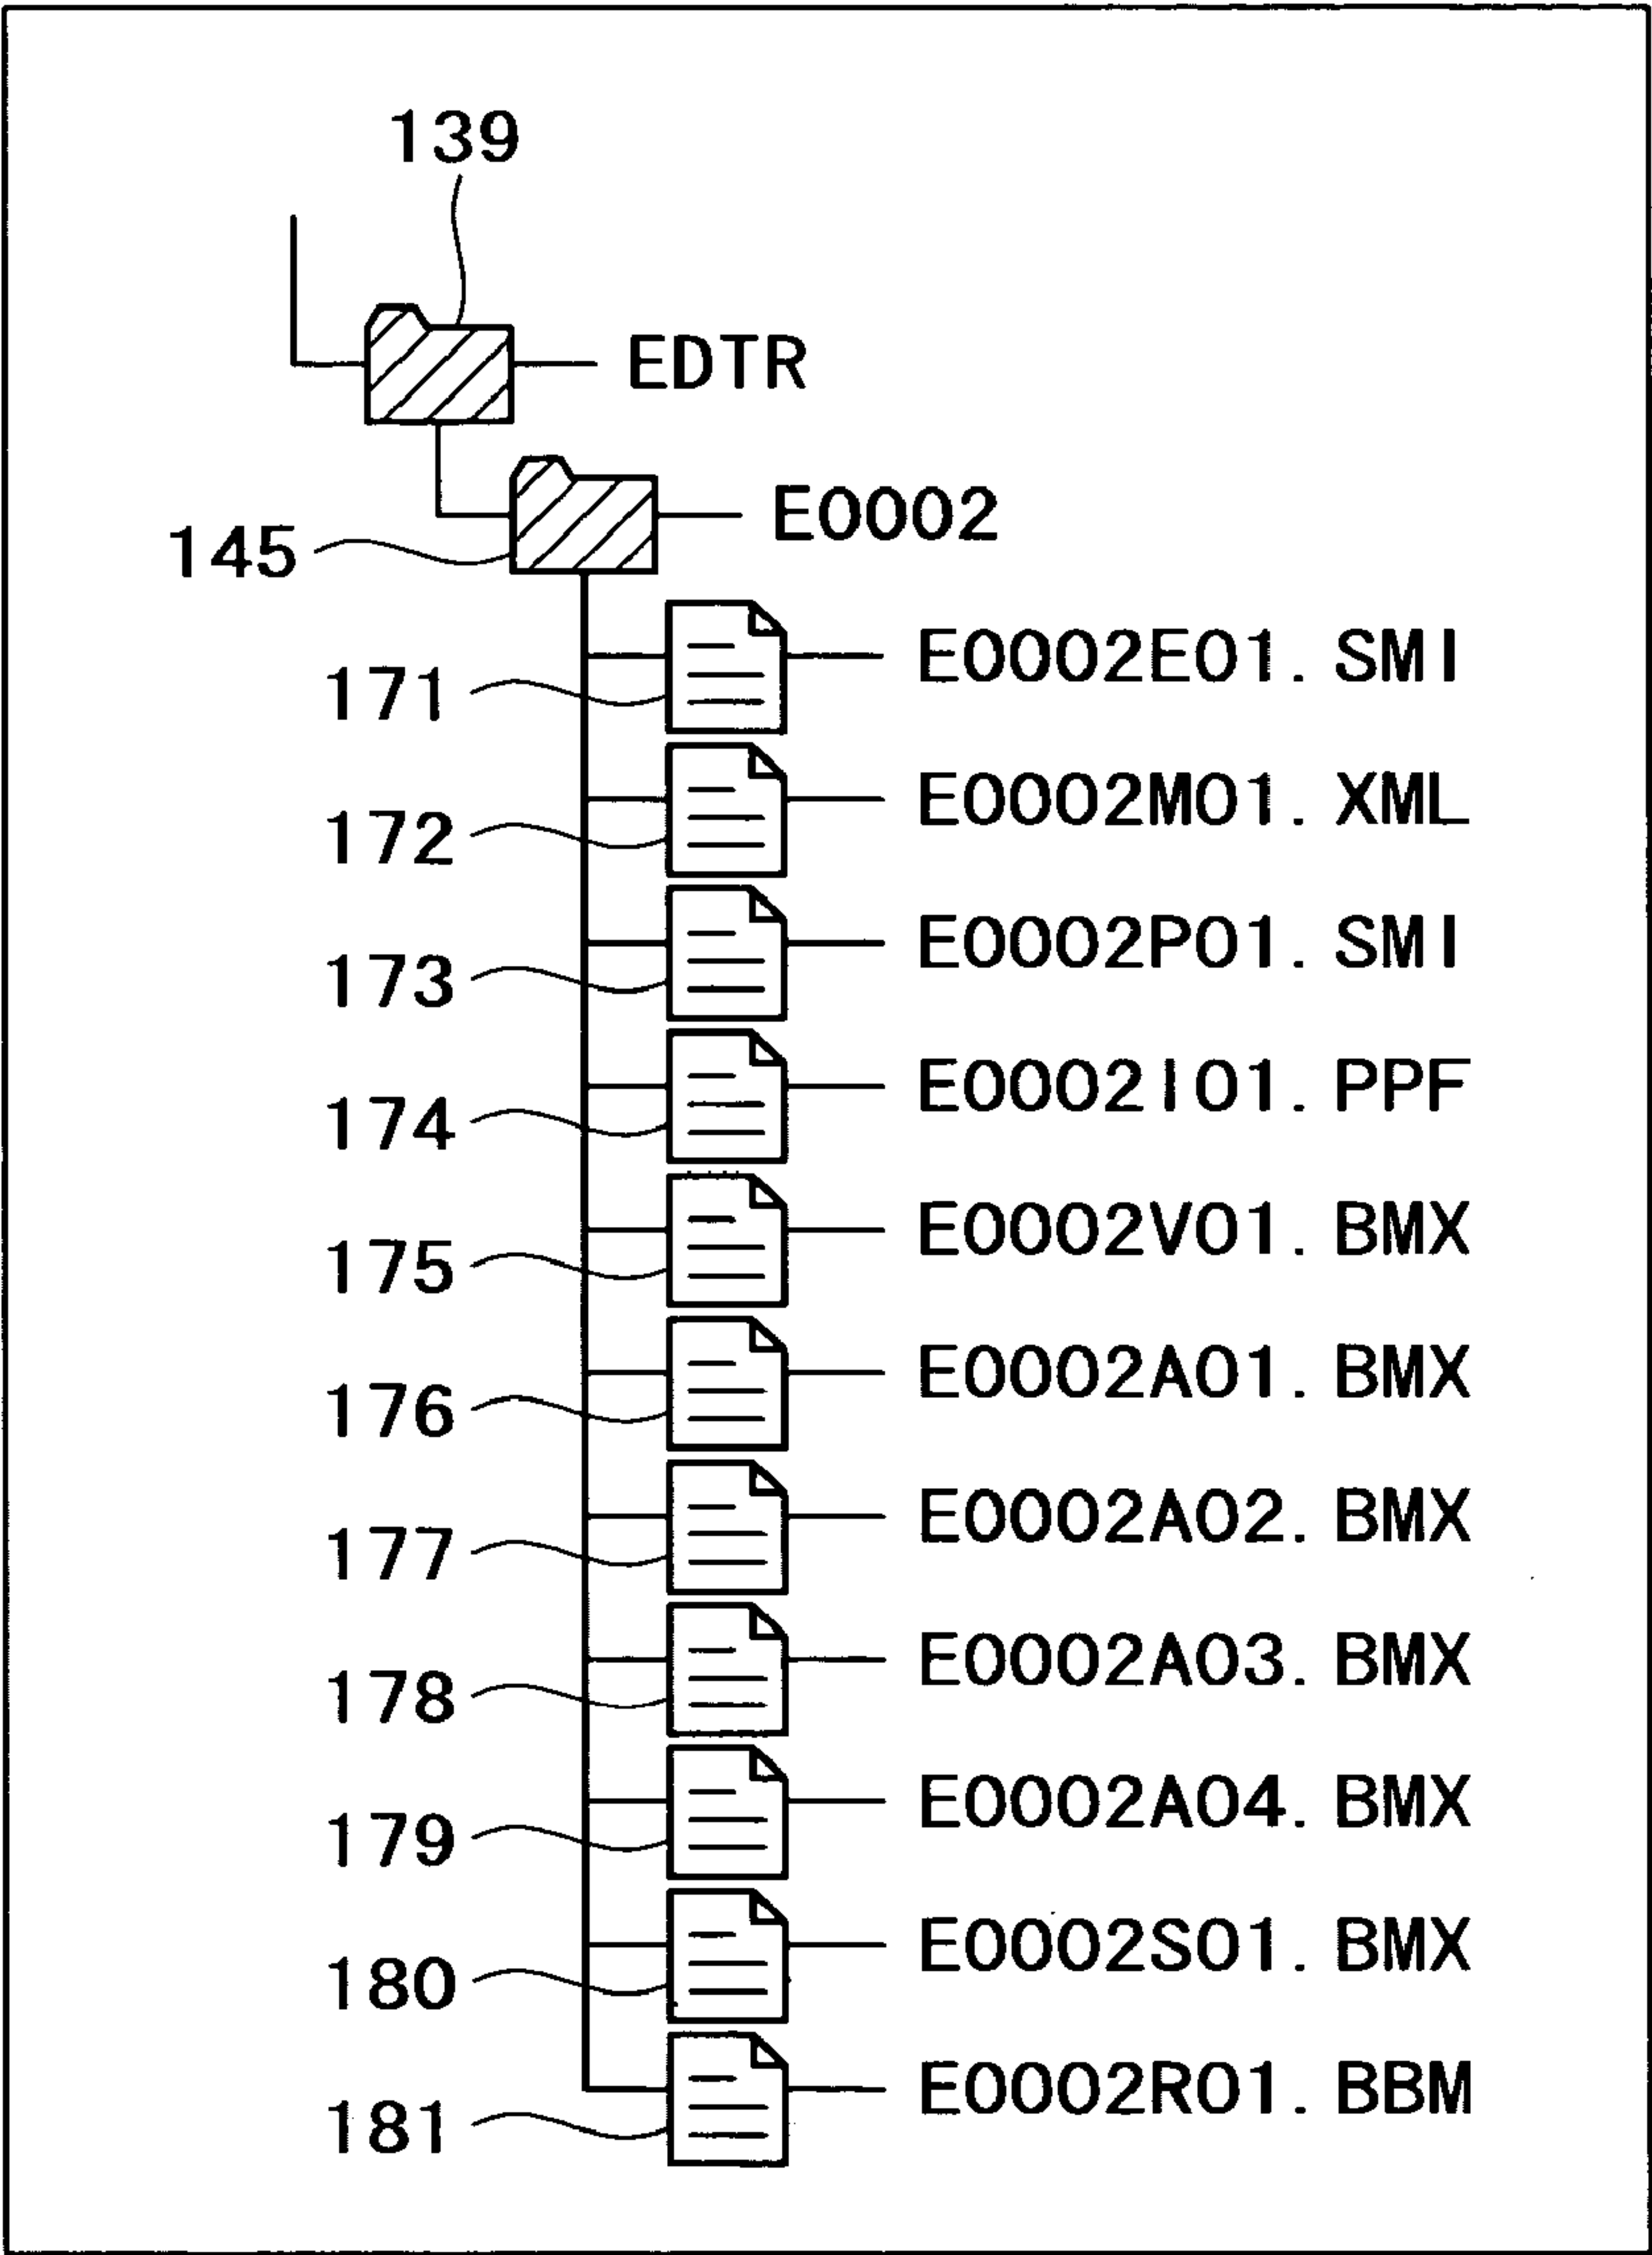 139
EDTR
E0002
145
E0002E01. SMI
171
E0002M01. XML
172
E0002P01. SMI
173
E0002I01. PPF
174
E0002V01. BMX
175
E0002A01. BMX
176
E0002A02. BMX
177
E0002A03. BMX
178
E0002A04. BMX
179
E0002S01. BMX
180
E0002R01. BBM
181